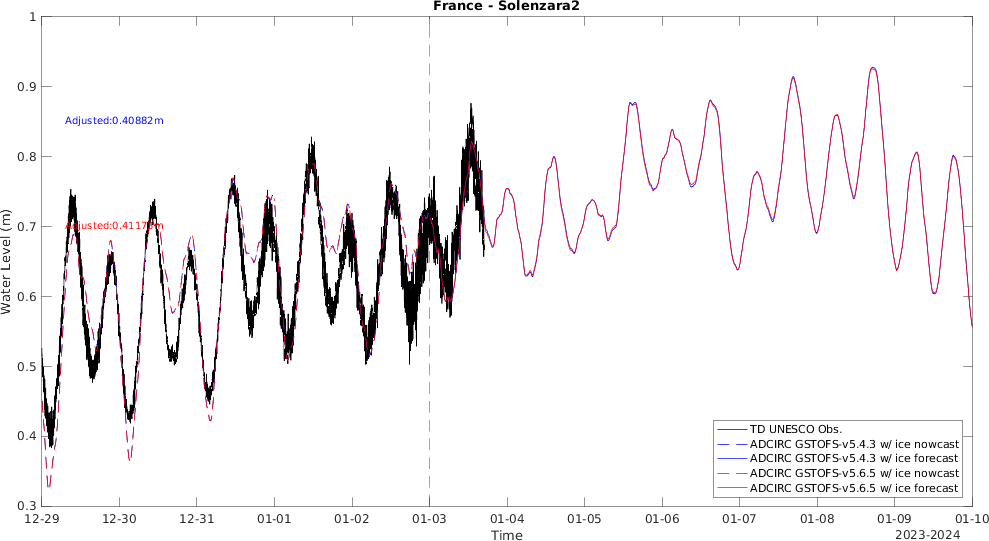 France - Solenzara2
1
0.9
0.8
0.7
0.6
0.5
0.4
0.3
Water Level (m)
Adjusted:0.40882m
12-29 12-30 12-31 01-01 01-02 01-03 01-04 01-05 01-06 01-07 01-08 01-09 01-10
Time
2023-2024
TD UNESCO Obs.
ADCIRC GSTOFS-v5.4.3 w/ ice nowcast
ADCIRC GSTOFS-v5.4.3 w/ ice forecast
ADCIRC GSTOFS-v5.6.5 w/ ice nowcast
ADCIRC GSTOFS-v5.6.5 w/ ice forecast